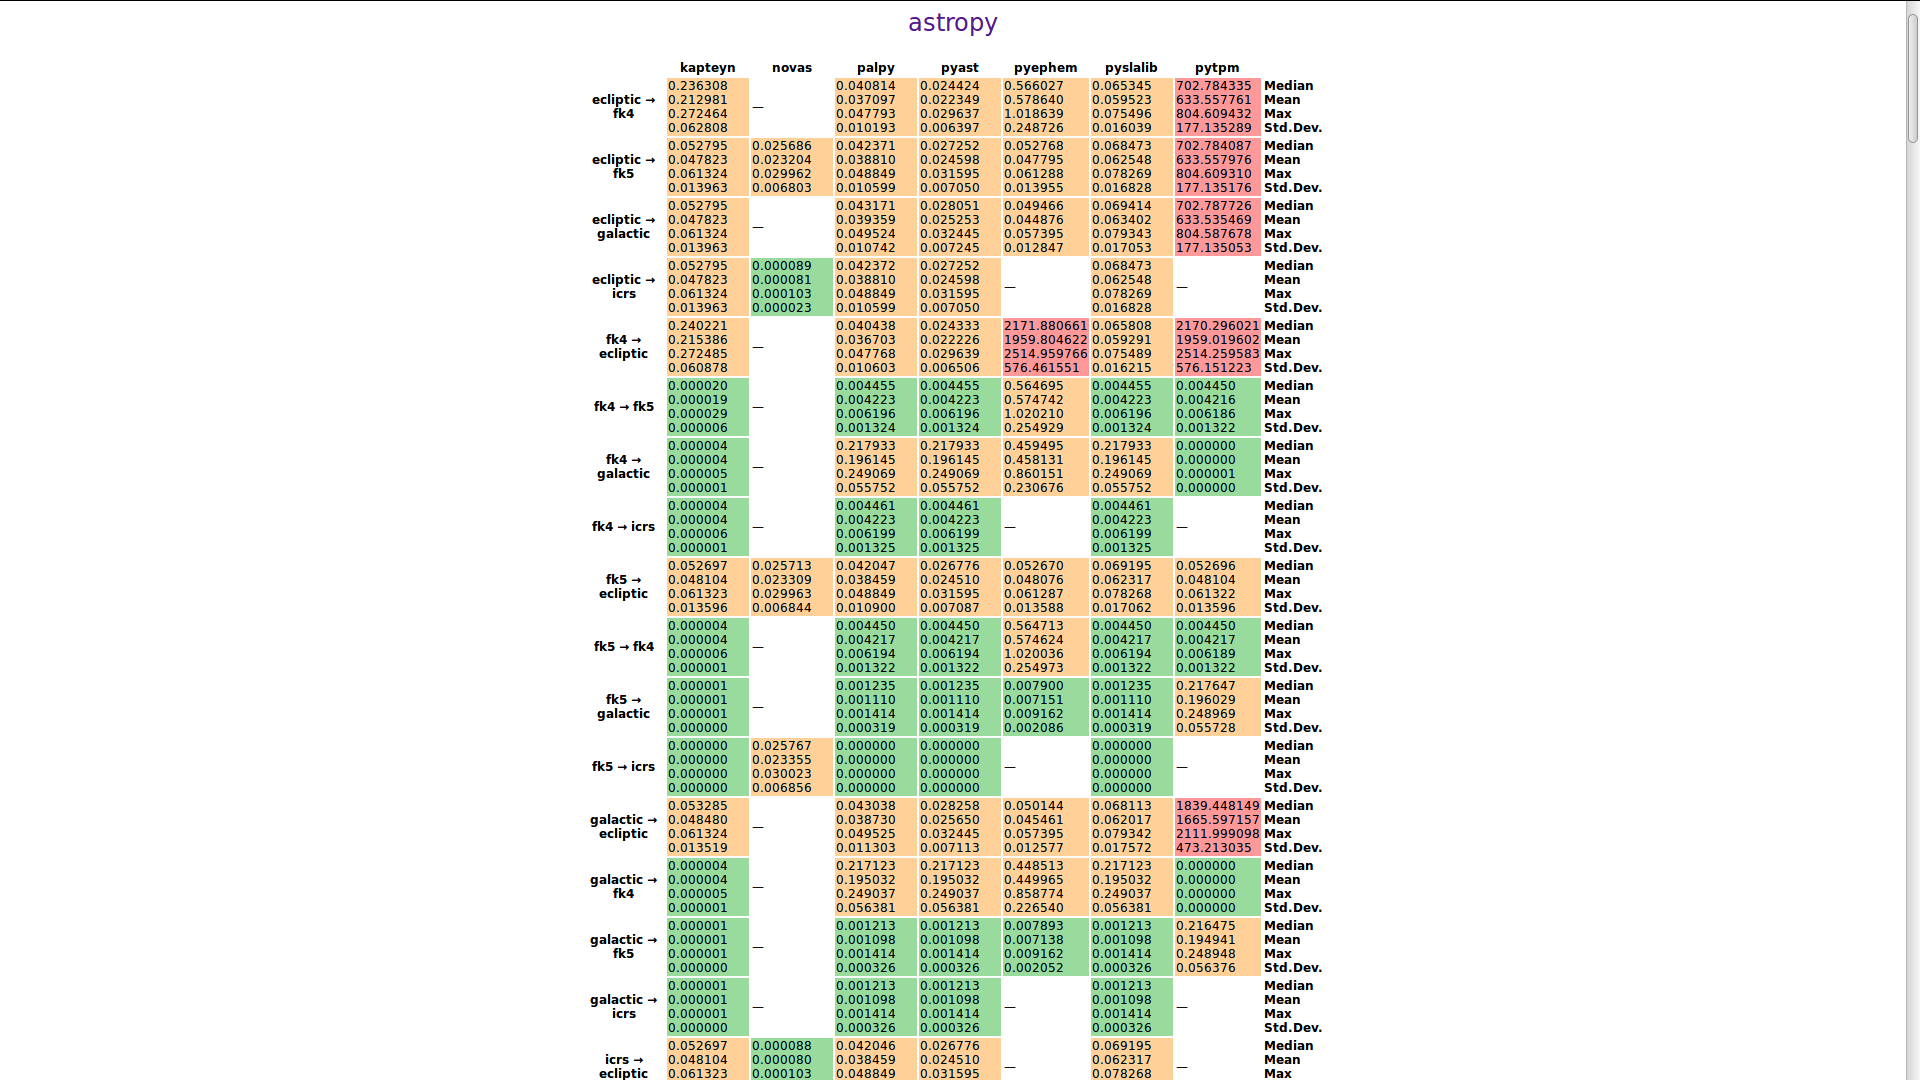 astropy
kapteyn novas palpy pyast pyephem pyslalib pytpm
0.236308 0.040814 0.024424 0.566027 0.065345 702.784335 Median
ecliptic → 0.212981 0.037097 0.022349 0.578640 0.059523 633.557761 Mean
fk4 0.272464 — 0.047793 0.029637 1.018639 0.075496 804.609432 Max
0.062808 0.010193 0.006397 0.248726 0.016039 177.135289 Std.Dev.
0.052795 0.025686 0.042371 0.027252 0.052768 0.068473 702.784087 Median
ecliptic → 0.047823 0.023204 0.038810 0.024598 0.047795 0.062548 633.557976 Mean
fk5 0.061324 0.029962 0.048849 0.031595 0.061288 0.078269 804.609310 Max
0.013963 0.006803 0.010599 0.007050 0.013955 0.016828 177.135176 Std.Dev.
0.052795 0.043171 0.028051 0.049466 0.069414 702.787726 Median
ecliptic → 0.047823 0.039359 0.025253 0.044876 0.063402 633.535469 Mean
galactic 0.061324 — 0.049524 0.032445 0.057395 0.079343 804.587678 Max
0.013963 0.010742 0.007245 0.012847 0.017053 177.135053 Std.Dev.
0.052795 0.000089 0.042372 0.027252 0.068473 Median
ecliptic → 0.047823 0.000081 0.038810 0.024598 — 0.062548 — Mean
icrs 0.061324 0.000103 0.048849 0.031595 0.078269 Max
0.013963 0.000023 0.010599 0.007050 0.016828 Std.Dev.
0.240221 0.040438 0.024333 2171.880661 0.065808 2170.296021 Median
fk4 → 0.215386 — 0.036703 0.022226 1959.804622 0.059291 1959.019602 Mean
ecliptic 0.272485 0.047768 0.029639 2514.959766 0.075489 2514.259583 Max
0.060878 0.010603 0.006506 576.461551 0.016215 576.151223 Std.Dev.
0.000020 0.004455 0.004455 0.564695 0.004455 0.004450 Median
fk4 → fk5 0.000019 — 0.004223 0.004223 0.574742 0.004223 0.004216 Mean
0.000029 0.006196 0.006196 1.020210 0.006196 0.006186 Max
0.000006 0.001324 0.001324 0.254929 0.001324 0.001322 Std.Dev.
0.000004 0.217933 0.217933 0.459495 0.217933 0.000000 Median
fk4 → 0.000004 — 0.196145 0.196145 0.458131 0.196145 0.000000 Mean
galactic 0.000005 0.249069 0.249069 0.860151 0.249069 0.000001 Max
0.000001 0.055752 0.055752 0.230676 0.055752 0.000000 Std.Dev.
0.000004 0.004461 0.004461 0.004461 Median
fk4 → icrs 0.000004 — 0.004223 0.004223 — 0.004223 — Mean
0.000006 0.006199 0.006199 0.006199 Max
0.000001 0.001325 0.001325 0.001325 Std.Dev.
0.052697 0.025713 0.042047 0.026776 0.052670 0.069195 0.052696 Median
fk5 → 0.048104 0.023309 0.038459 0.024510 0.048076 0.062317 0.048104 Mean
ecliptic 0.061323 0.029963 0.048849 0.031595 0.061287 0.078268 0.061322 Max
0.013596 0.006844 0.010900 0.007087 0.013588 0.017062 0.013596 Std.Dev.
0.000004 0.004450 0.004450 0.564713 0.004450 0.004450 Median
fk5 → fk4 0.000004 — 0.004217 0.004217 0.574624 0.004217 0.004217 Mean
0.000006 0.006194 0.006194 1.020036 0.006194 0.006189 Max
0.000001 0.001322 0.001322 0.254973 0.001322 0.001322 Std.Dev.
0.000001 0.001235 0.001235 0.007900 0.001235 0.217647 Median
fk5 → 0.000001 — 0.001110 0.001110 0.007151 0.001110 0.196029 Mean
galactic 0.000001 0.001414 0.001414 0.009162 0.001414 0.248969 Max
0.000000 0.000319 0.000319 0.002086 0.000319 0.055728 Std.Dev.
0.000000 0.025767 0.000000 0.000000 0.000000 Median
fk5 → icrs 0.000000 0.023355 0.000000 0.000000 — 0.000000 — Mean
0.000000 0.030023 0.000000 0.000000 0.000000 Max
0.000000 0.006856 0.000000 0.000000 0.000000 Std.Dev.
0.053285 0.043038 0.028258 0.050144 0.068113 1839.448149 Median
galactic → 0.048480 — 0.038730 0.025650 0.045461 0.062017 1665.597157 Mean
ecliptic 0.061324 0.049525 0.032445 0.057395 0.079342 2111.999098 Max
0.013519 0.011303 0.007113 0.012577 0.017572 473.213035 Std.Dev.
0.000004 0.217123 0.217123 0.448513 0.217123 0.000000 Median
galactic → 0.000004 — 0.195032 0.195032 0.449965 0.195032 0.000000 Mean
fk4 0.000005 0.249037 0.249037 0.858774 0.249037 0.000000 Max
0.000001 0.056381 0.056381 0.226540 0.056381 0.000000 Std.Dev.
0.000001 0.001213 0.001213 0.007893 0.001213 0.216475 Median
galactic → 0.000001 — 0.001098 0.001098 0.007138 0.001098 0.194941 Mean
fk5 0.000001 0.001414 0.001414 0.009162 0.001414 0.248948 Max
0.000000 0.000326 0.000326 0.002052 0.000326 0.056376 Std.Dev.
0.000001 0.001213 0.001213 0.001213 Median
galactic → 0.000001 — 0.001098 0.001098 — 0.001098 — Mean
icrs 0.000001 0.001414 0.001414 0.001414 Max
0.000000 0.000326 0.000326 0.000326 Std.Dev.
0.052697 0.000088 0.042046 0.026776 0.069195 Median
icrs → 0.048104 0.000080 0.038459 0.024510 — 0.062317 — Mean
ecliptic 0.061323 0.000103 0.048849 0.031595 0.078268 Max